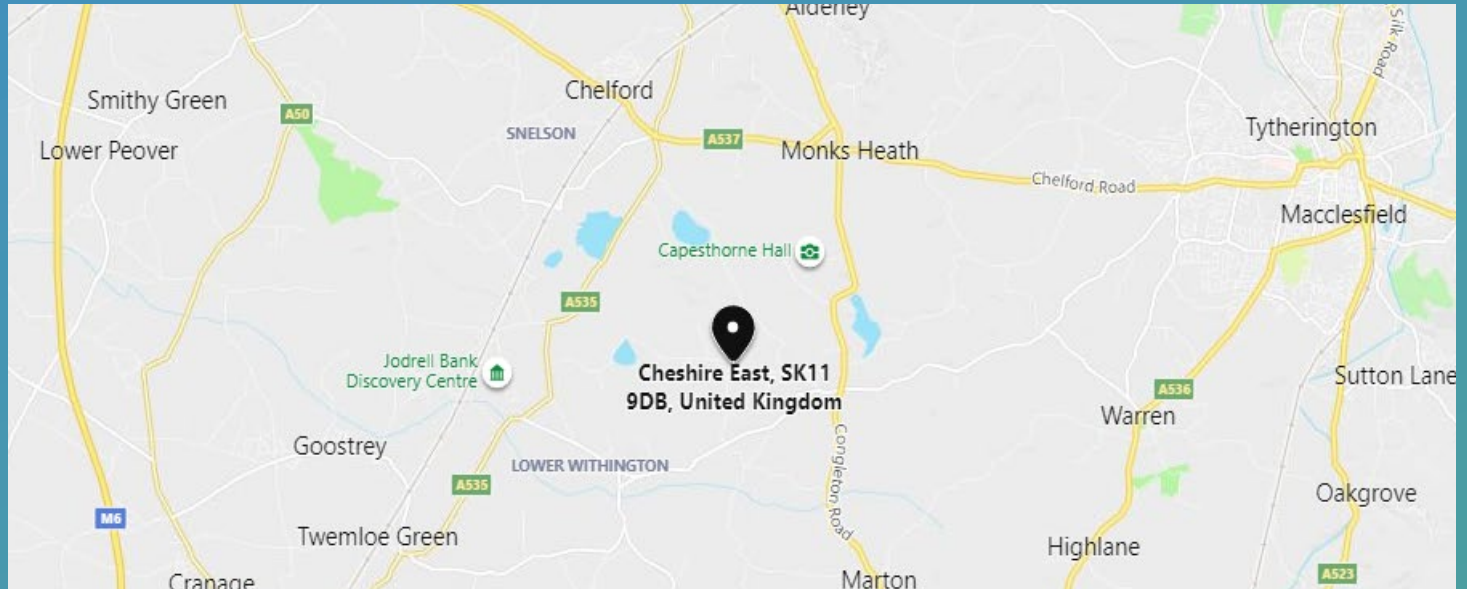 Alderley
Silk Road
Smithy Green
Chelford
A50
SNELSON
Tytherington
Lower Peover
A537
Monks Heath
Chelford Road
Macclesfield
Capesthorne Hall
A535
Jodrell Bank
Discovery Centre
Cheshire East, SK11
9DB, United Kingdom
Sutton Lane
A536
Warren
Goostrey
Congleton Road
LOWER WITHINGTON
A535
Oakgrove
M6
Twemloe Green
Highlane
A523
Cranage
Marton